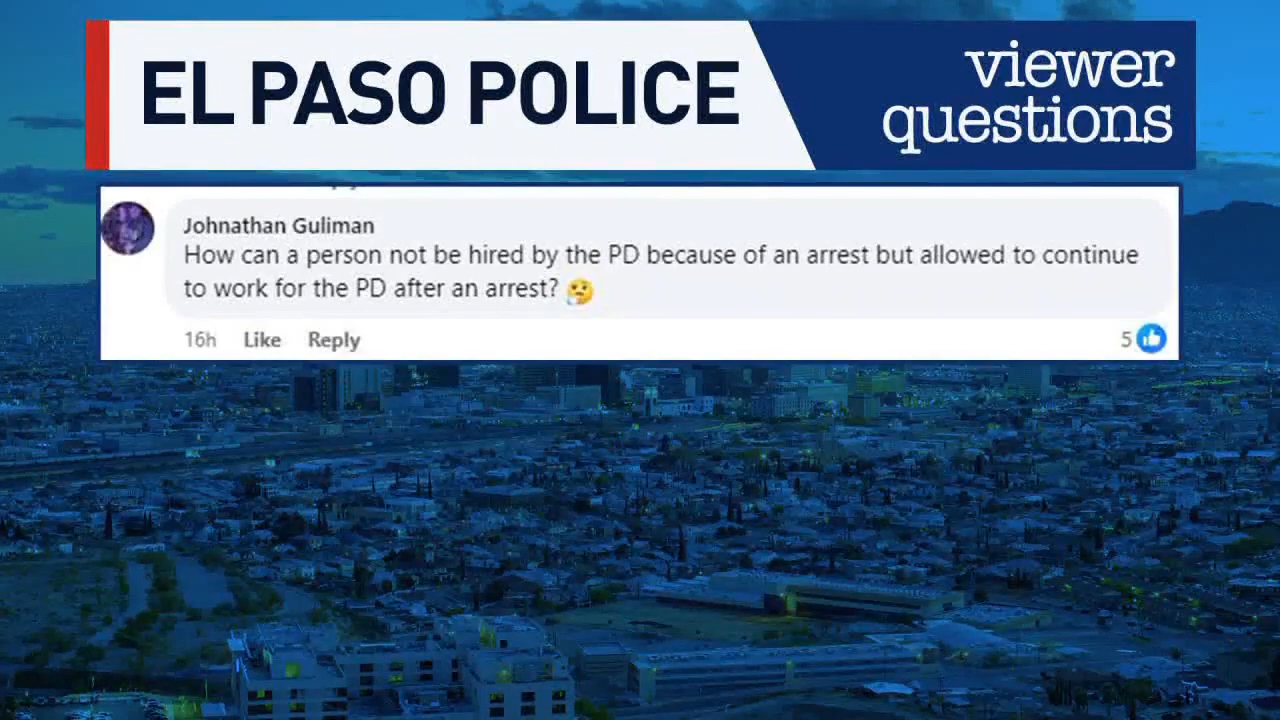 EL PASO POLICE
viewer
questions
Johnathan Guliman
How can a person not be hired by the PD because of an arrest but allowed to continue
to work for the PD after an arrest? 🤔
16h Like Reply 5